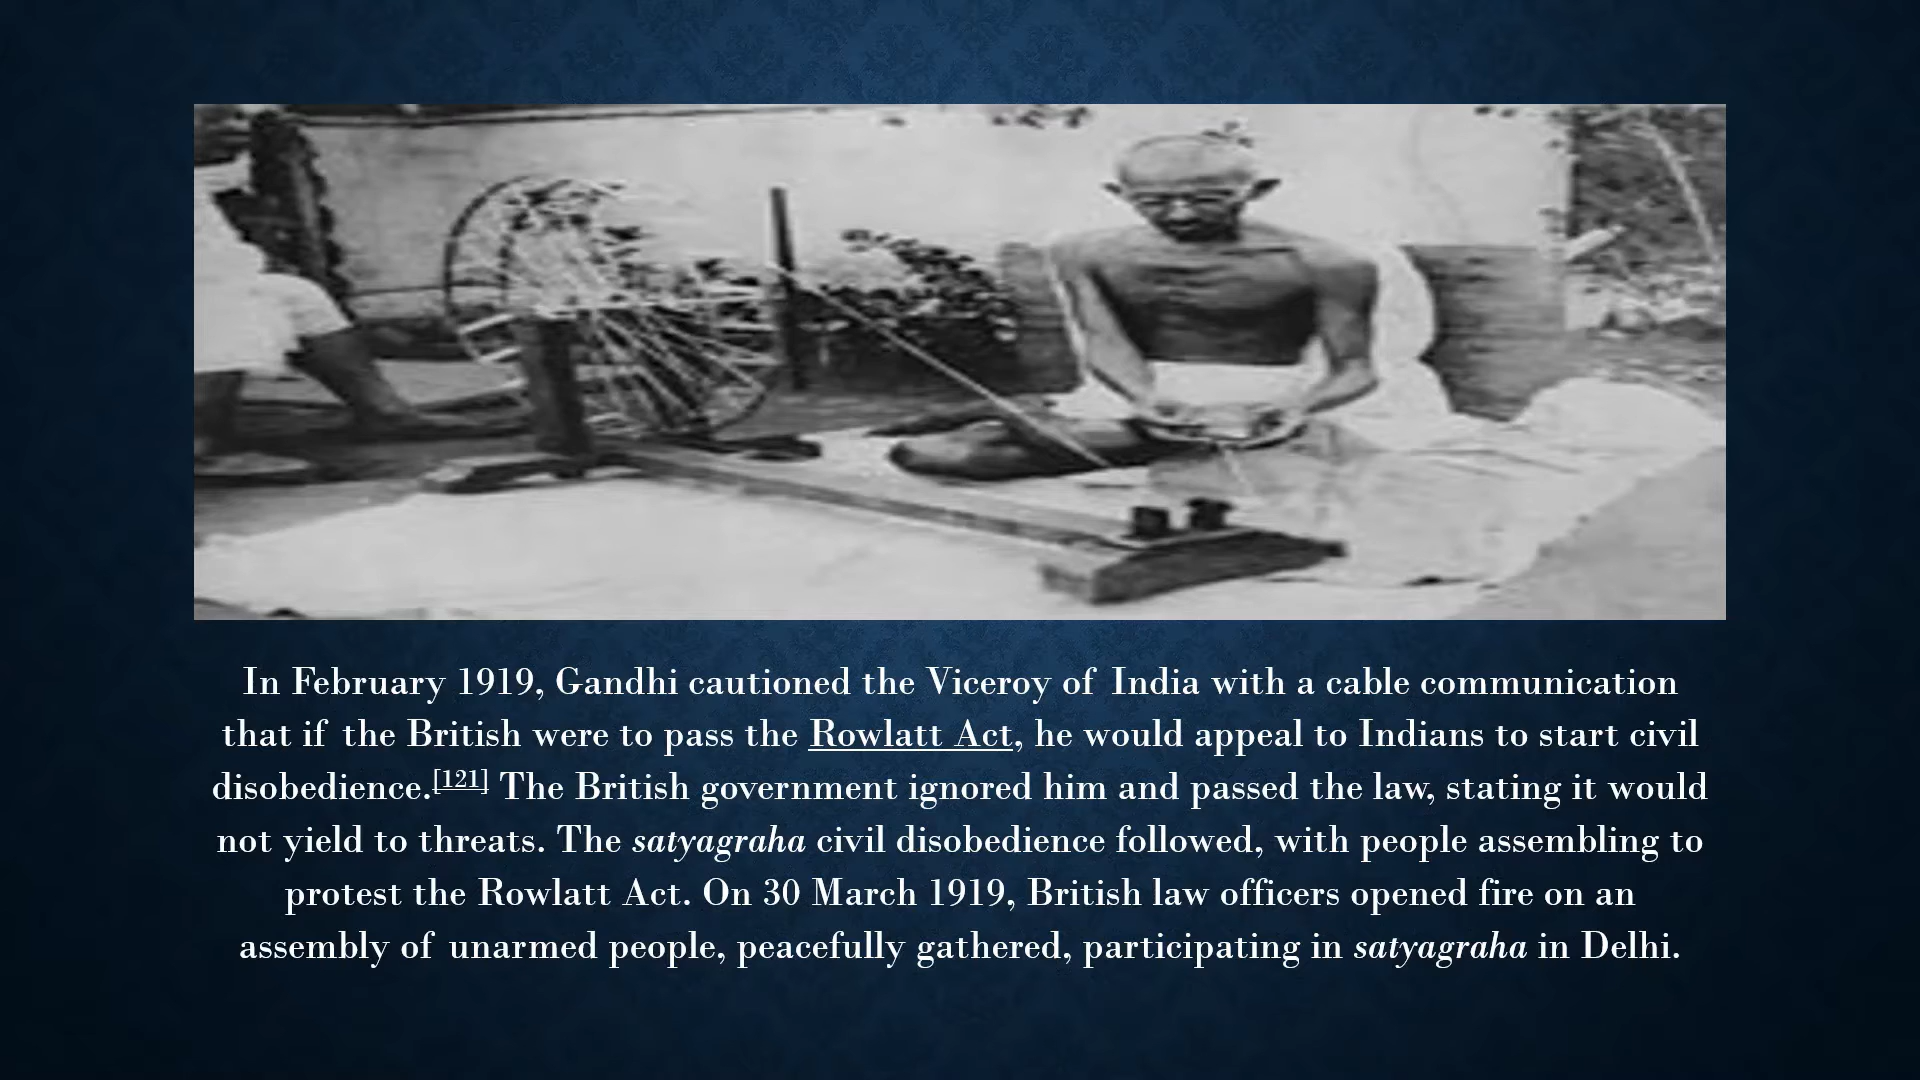 In February 1919, Gandhi cautioned the Viceroy of India with a cable communication
that if the British were to pass the Rowlatt Act, he would appeal to Indians to start civil
disobedience.[121] The British government ignored him and passed the law, stating it would
not yield to threats. The satyagraha civil disobedience followed, with people assembling to
protest the Rowlatt Act. On 30 March 1919, British law officers opened fire on an
assembly of unarmed people, peacefully gathered, participating in satyagraha in Delhi.